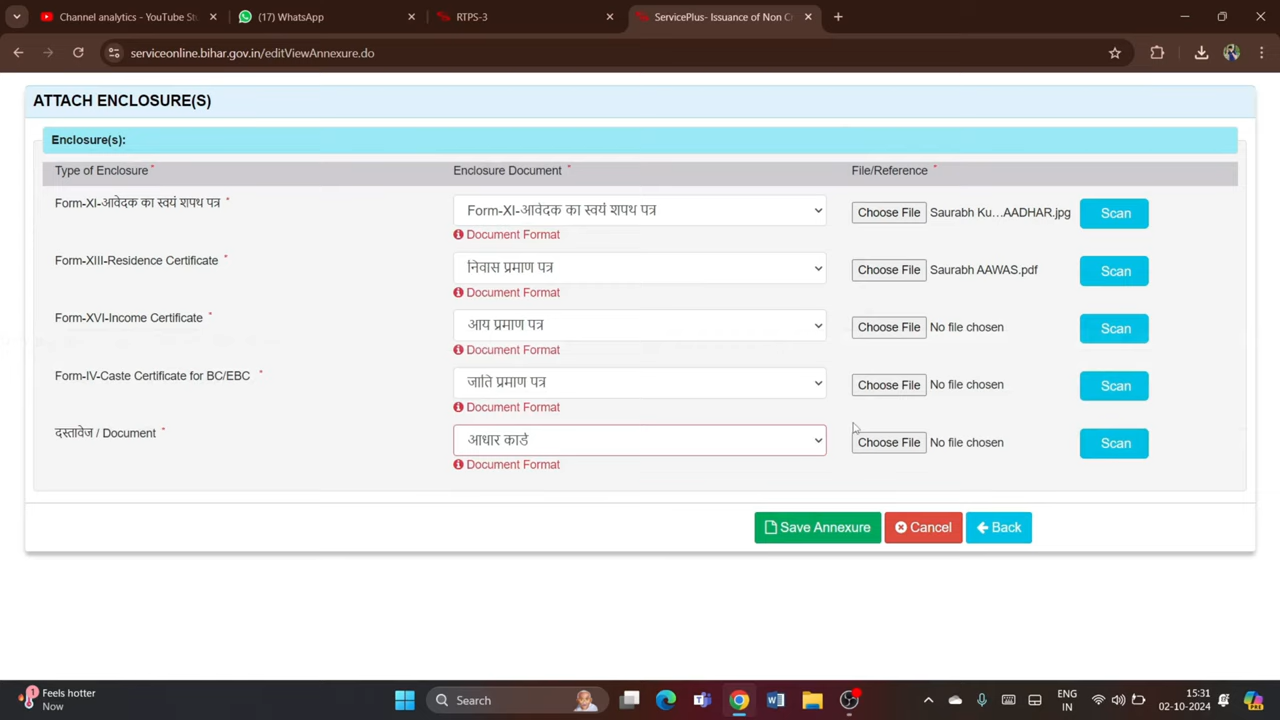 Channel analytics - YouTube St
(17) WhatsApp
RTPS-3
ServicePlus- Issuance of Non C
serviceonline.bihar.gov.in/editViewAnnexure.do
ATTACH ENCLOSURE(S)
Enclosure(s):
Type of Enclosure * Enclosure Document * File/Reference *
Form-XI-आवेदक का स्वयं शपथ पत्र * Form-XI-आवेदक का स्वयं शपथ पत्र Choose File Saurabh Ku...AADHAR.jpg Scan
Document Format
Form-XIII-Residence Certificate * निवास प्रमाण पत्र Choose File Saurabh AAWAS.pdf Scan
Document Format
Form-XVI-Income Certificate * आय प्रमाण पत्र Choose File No file chosen Scan
Document Format
Form-IV-Caste Certificate for BC/EBC * जाति प्रमाण पत्र Choose File No file chosen Scan
Document Format
दस्तावेज / Document * आधार कार्ड Choose File No file chosen Scan
Document Format
Save Annexure Cancel Back
1 Feels hotter
Now
Search
ENG
IN
15:31
02-10-2024